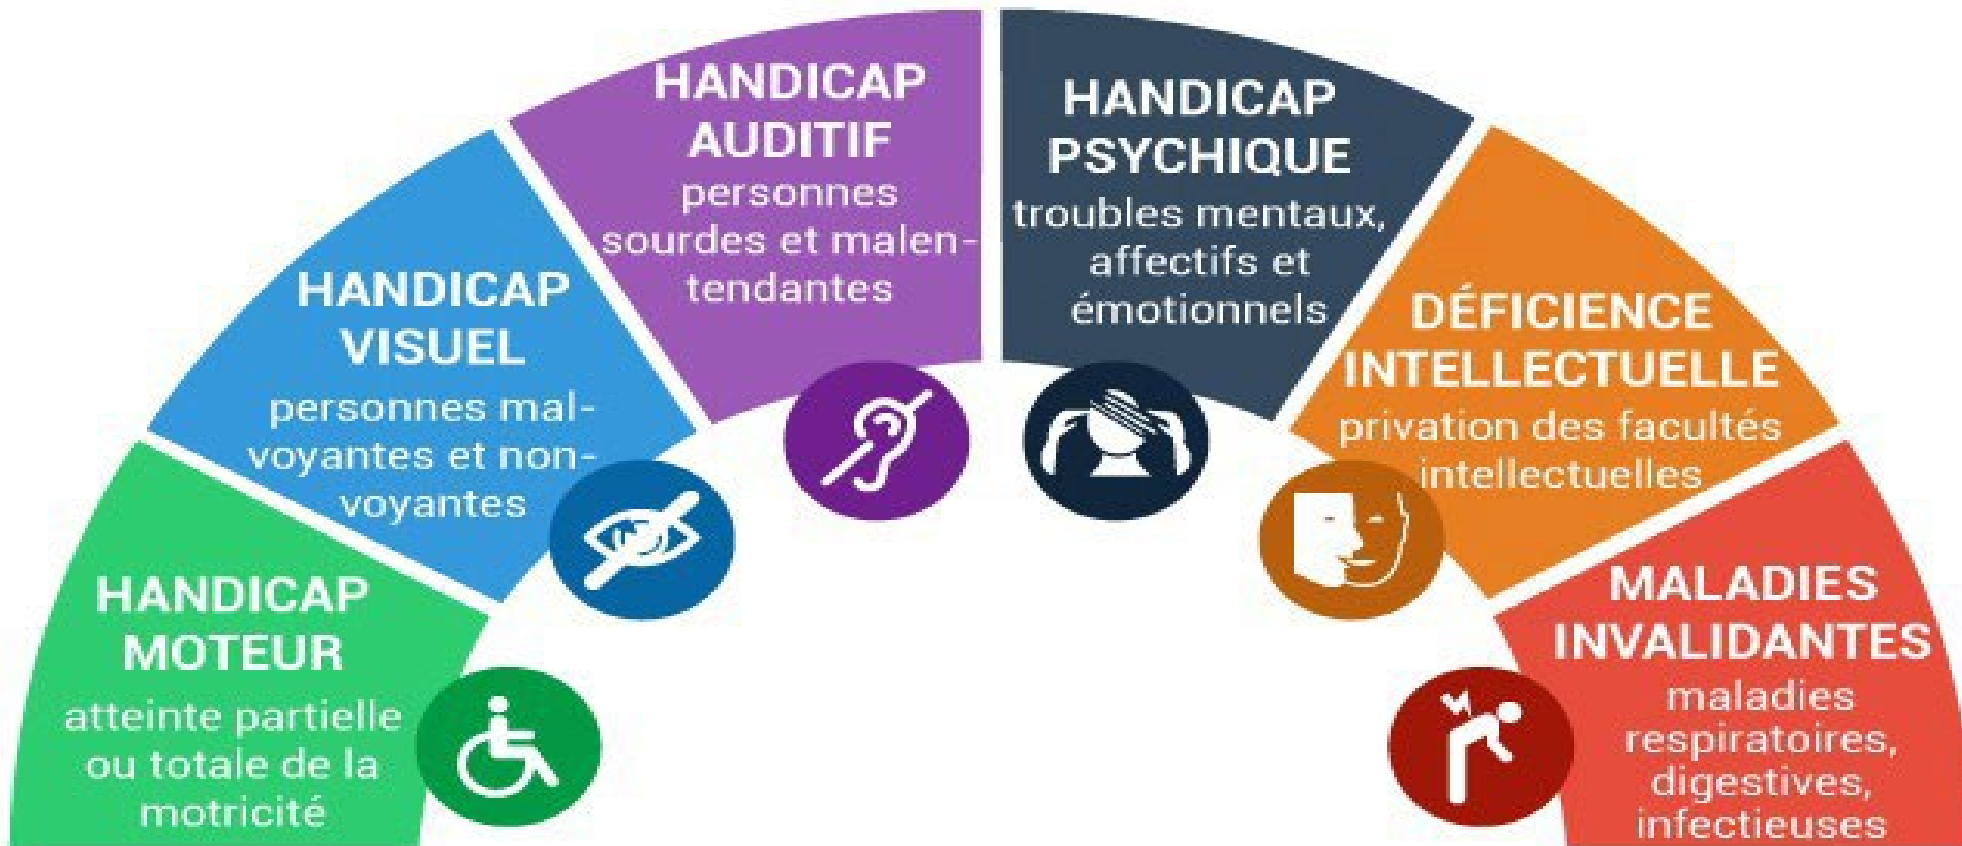 HANDICAP
MOTEUR
atteinte partielle
ou totale de la
motricité
HANDICAP
VISUEL
personnes mal-
voyantes et non-
voyantes
HANDICAP
AUDITIF
personnes
sourdes et malen-
tendantes
HANDICAP
PSYCHIQUE
troubles mentaux,
affectifs et
émotionnels
DÉFICIENCE
INTELLECTUELLE
privation des facultés
intellectuelles
MALADIES
INVALIDANTES
maladies
respiratoires,
digestives,
infectieuses